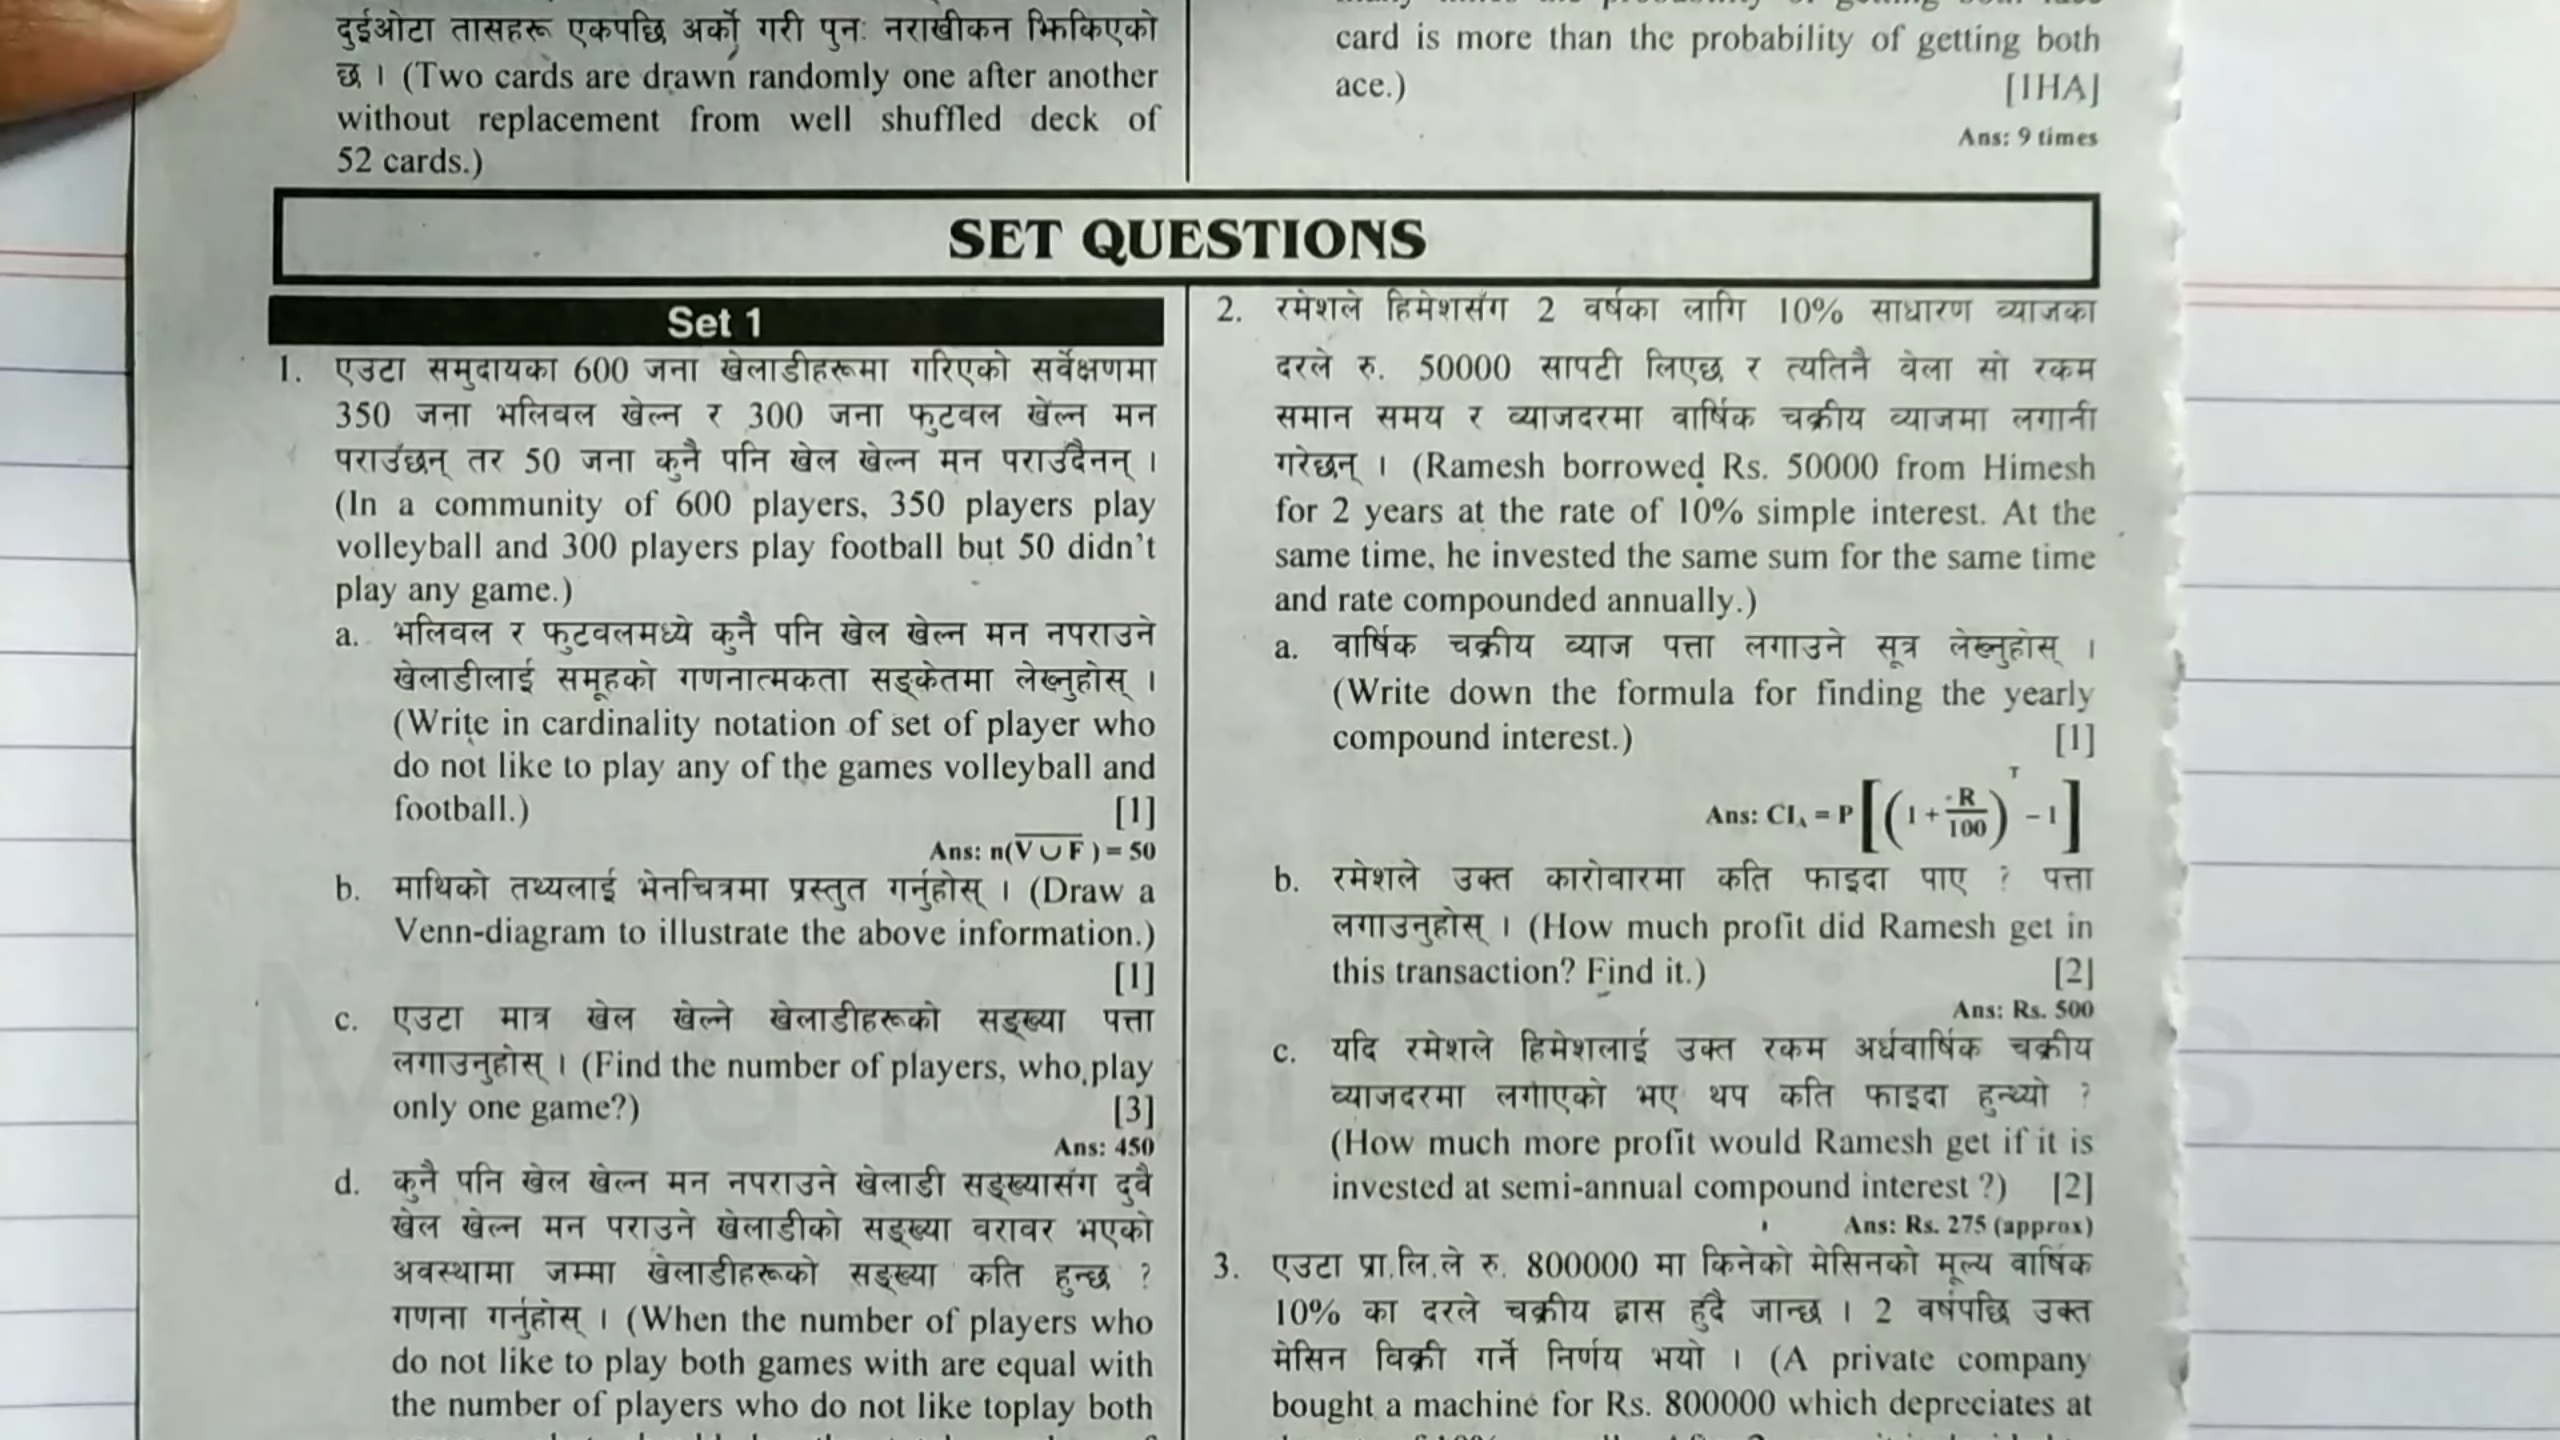 दुईओटा तासहरू एकपछि अर्को गरी पुनः नराखीकन झिकिएको
छ । (Two cards are drawn randomly one after another
without replacement from well shuffled deck of
52 cards.)
card is more than the probability of getting both
ace.) [1HA]
Ans: 9 times
SET QUESTIONS
Set 1
1. एउटा समुदायका 600 जना खेलाडीहरूमा गरिएको सर्वेक्षणमा
350 जना भलिवल खेल्न र 300 जना फुटवल खेल्न मन
पराउँछन् तर 50 जना कुनै पनि खेल खेल्न मन पराउँदैनन् ।
(In a community of 600 players, 350 players play
volleyball and 300 players play football but 50 didn't
play any game.)
a. भलिवल र फुटवलमध्ये कुनै पनि खेल खेल्न मन नपराउने
खेलाडीलाई समूहको गणनात्मकता सङ्केतमा लेख्नुहोस् ।
(Write in cardinality notation of set of player who
do not like to play any of the games volleyball and
football.) [1]
Ans: n(V ∪ F) = 50
b. माथिको तथ्यलाई भेनचित्रमा प्रस्तुत गर्नुहोस् । (Draw a
Venn-diagram to illustrate the above information.)
[1]
c. एउटा मात्र खेल खेल्ने खेलाडीहरूको सङ्ख्या पत्ता
लगाउनुहोस् । (Find the number of players, who play
only one game?) [3]
Ans: 450
d. कुनै पनि खेल खेल्न मन नपराउने खेलाडी सङ्ख्यासँग दुवै
खेल खेल्न मन पराउने खेलाडीको सङ्ख्या वरावर भएको
अवस्थामा जम्मा खेलाडीहरूको सङ्ख्या कति हुन्छ ?
गणना गर्नुहोस् । (When the number of players who
do not like to play both games with are equal with
the number of players who do not like toplay both
2. रमेशले हिमेशसँग 2 वर्षका लागि 10% साधारण व्याजका
दरले रु. 50000 सापटी लिएछ र त्यतिनै वेला सो रकम
समान समय र व्याजदरमा वार्षिक चक्रीय व्याजमा लगानी
गरेछन् । (Ramesh borrowed Rs. 50000 from Himesh
for 2 years at the rate of 10% simple interest. At the
same time, he invested the same sum for the same time
and rate compounded annually.)
a. वार्षिक चक्रीय व्याज पत्ता लगाउने सूत्र लेख्नुहोस् ।
(Write down the formula for finding the yearly
compound interest.) [1]
Ans: CI_A = P[(1 + R/100)^T − 1]
b. रमेशले उक्त कारोवारमा कति फाइदा पाए ? पत्ता
लगाउनुहोस् । (How much profit did Ramesh get in
this transaction? Find it.) [2]
Ans: Rs. 500
c. यदि रमेशले हिमेशलाई उक्त रकम अर्धवार्षिक चक्रीय
व्याजदरमा लगाएको भए थप कति फाइदा हुन्थ्यो ?
(How much more profit would Ramesh get if it is
invested at semi-annual compound interest ?) [2]
Ans: Rs. 275 (approx)
3. एउटा प्रा.लि.ले रु. 800000 मा किनेको मेसिनको मूल्य वार्षिक
10% का दरले चक्रीय ह्रास हुँदै जान्छ । 2 वर्षपछि उक्त
मेसिन विक्री गर्ने निर्णय भयो । (A private company
bought a machine for Rs. 800000 which depreciates at